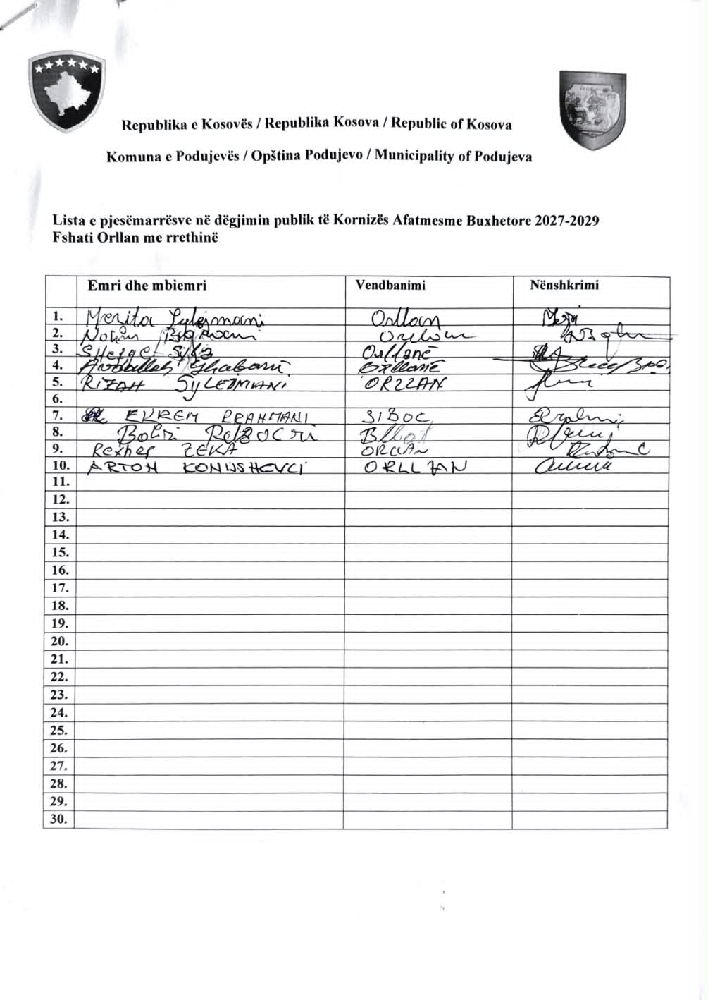 Republika e Kosovës / Republika Kosova / Republic of Kosova
Komuna e Podujevës / Opština Podujevo / Municipality of Podujeva
Lista e pjesëmarrësve në dëgjimin publik të Kornizës Afatmesme Buxhetore 2027-2029
Fshati Orllan me rrethinë
Emri dhe mbiemri Vendbanimi Nënshkrimi
1. Merita Sylejmani Orllan
2.
3. Orllanë
4. Avdullah Shabani Orllanë
5. RIZAH SYLEJMANI ORLLAN
6.
7. EKREM RRAHMANI SIBOC
8.
9. Rexhep ZEKA ORLLAN
10. ARTON KONUSHEVCI ORLLAN
11.
12.
13.
14.
15.
16.
17.
18.
19.
20.
21.
22.
23.
24.
25.
26.
27.
28.
29.
30.